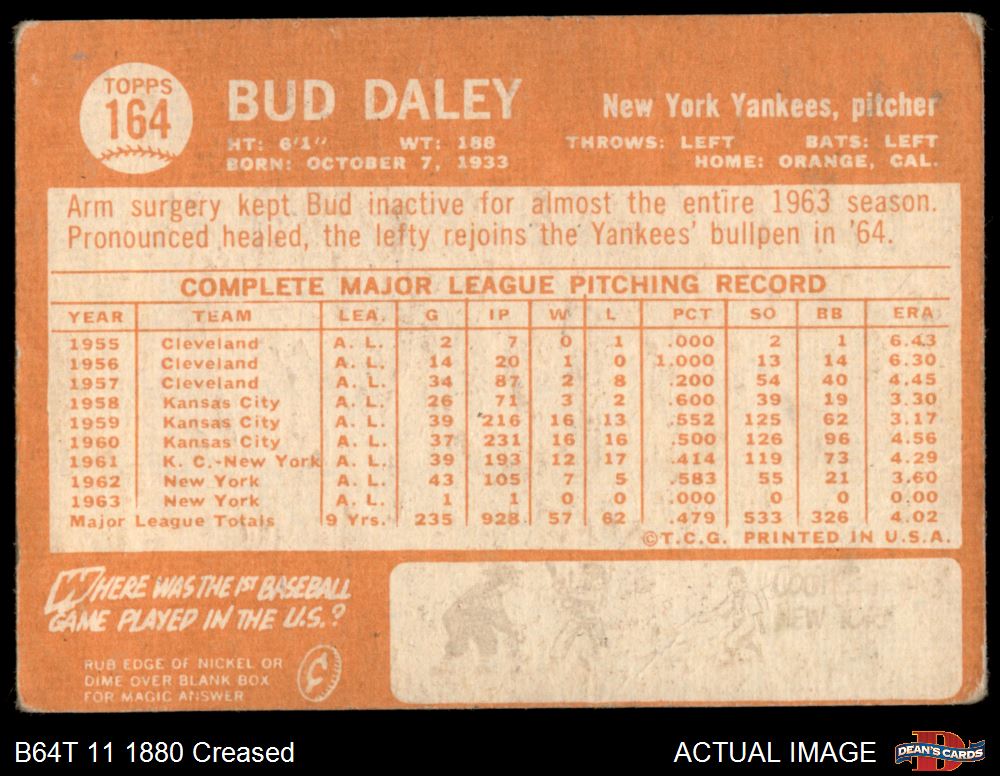 TOPPS
164
BUD DALEY
New York Yankees, pitcher
HT: 6'1" WT: 188 THROWS: LEFT BATS: LEFT
BORN: OCTOBER 7, 1933 HOME: ORANGE, CAL.
Arm surgery kept Bud inactive for almost the entire 1963 season.
Pronounced healed, the lefty rejoins the Yankees' bullpen in '64.
COMPLETE MAJOR LEAGUE PITCHING RECORD
YEAR TEAM LEA. G IP W L PCT SO BB ERA
1955 Cleveland A. L. 2 7 0 1 .000 2 1 6.43
1956 Cleveland A. L. 14 20 1 0 1.000 13 14 6.30
1957 Cleveland A. L. 34 87 2 8 .200 54 40 4.45
1958 Kansas City A. L. 26 71 3 2 .600 39 19 3.30
1959 Kansas City A. L. 39 216 16 13 .552 125 62 3.17
1960 Kansas City A. L. 37 231 16 16 .500 126 96 4.56
1961 K. C.-New York A. L. 39 193 12 17 .414 119 73 4.29
1962 New York A. L. 43 105 7 5 .583 55 21 3.60
1963 New York A. L. 1 1 0 0 .000 0 0 0.00
Major League Totals 9 Yrs. 235 928 57 62 .479 533 326 4.02
©T.C.G. PRINTED IN U.S.A.
WHERE WAS THE 1ST BASEBALL
GAME PLAYED IN THE U.S.?
RUB EDGE OF NICKEL OR
DIME OVER BLANK BOX
FOR MAGIC ANSWER
NEW YORK
B64T 11 1880 Creased
ACTUAL IMAGE
DEAN'S CARDS